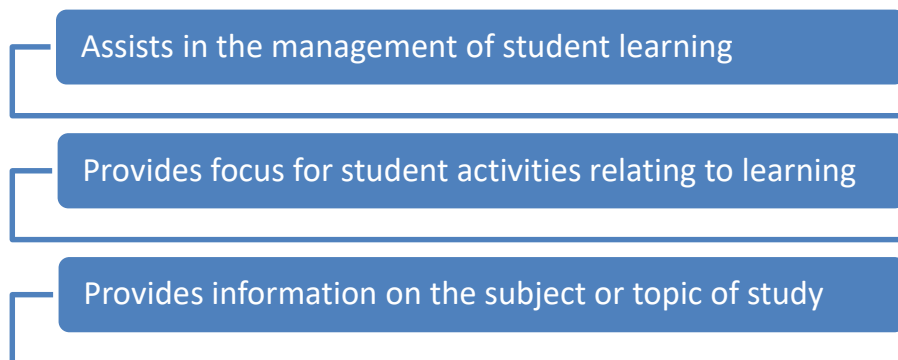 Assists in the management of student learning
Provides focus for student activities relating to learning
Provides information on the subject or topic of study